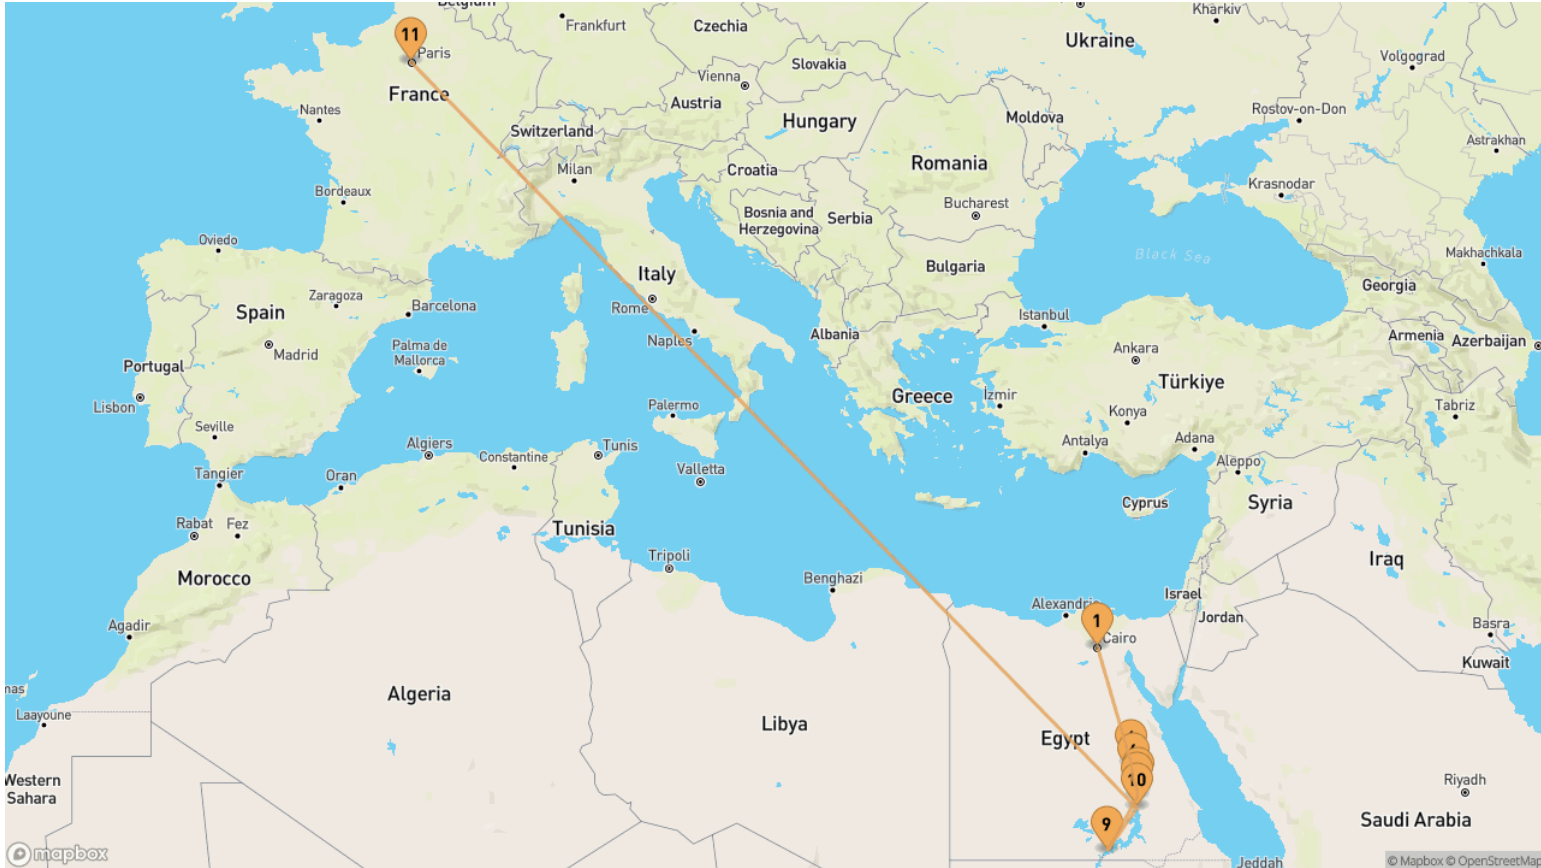 Belgium
Kharkiv
Frankfurt
Czechia
11
Paris
Ukraine
Volgograd
Slovakia
Vienna
France
Austria
Nantes
Switzerland
Hungary
Moldova
Rostov-on-Don
Astrakhan
Milan
Croatia
Romania
Krasnodar
Bordeaux
Bosnia and
Herzegovina
Serbia
Bucharest
Oviedo
Black Sea
Makhachkala
Italy
Bulgaria
Georgia
Zaragoza
Barcelona
Rome
Spain
Istanbul
Albania
Armenia
Azerbaijan
Naples
Palma de
Mallorca
Madrid
Ankara
Portugal
Türkiye
Lisbon
Greece
İzmir
Tabriz
Palermo
Konya
Seville
Antalya
Adana
Algiers
Tunis
Constantine
Aleppo
Tangier
Oran
Valletta
Cyprus
Syria
Rabat
Fez
Tunisia
Tripoli
Iraq
Morocco
Benghazi
Israel
Alexandria
Jordan
1
Agadir
Cairo
Basra
Kuwait
Algeria
Laayoune
Libya
Egypt
Western
Sahara
10
Riyadh
9
Saudi Arabia
mapbox
Jeddah
© Mapbox © OpenStreetMap